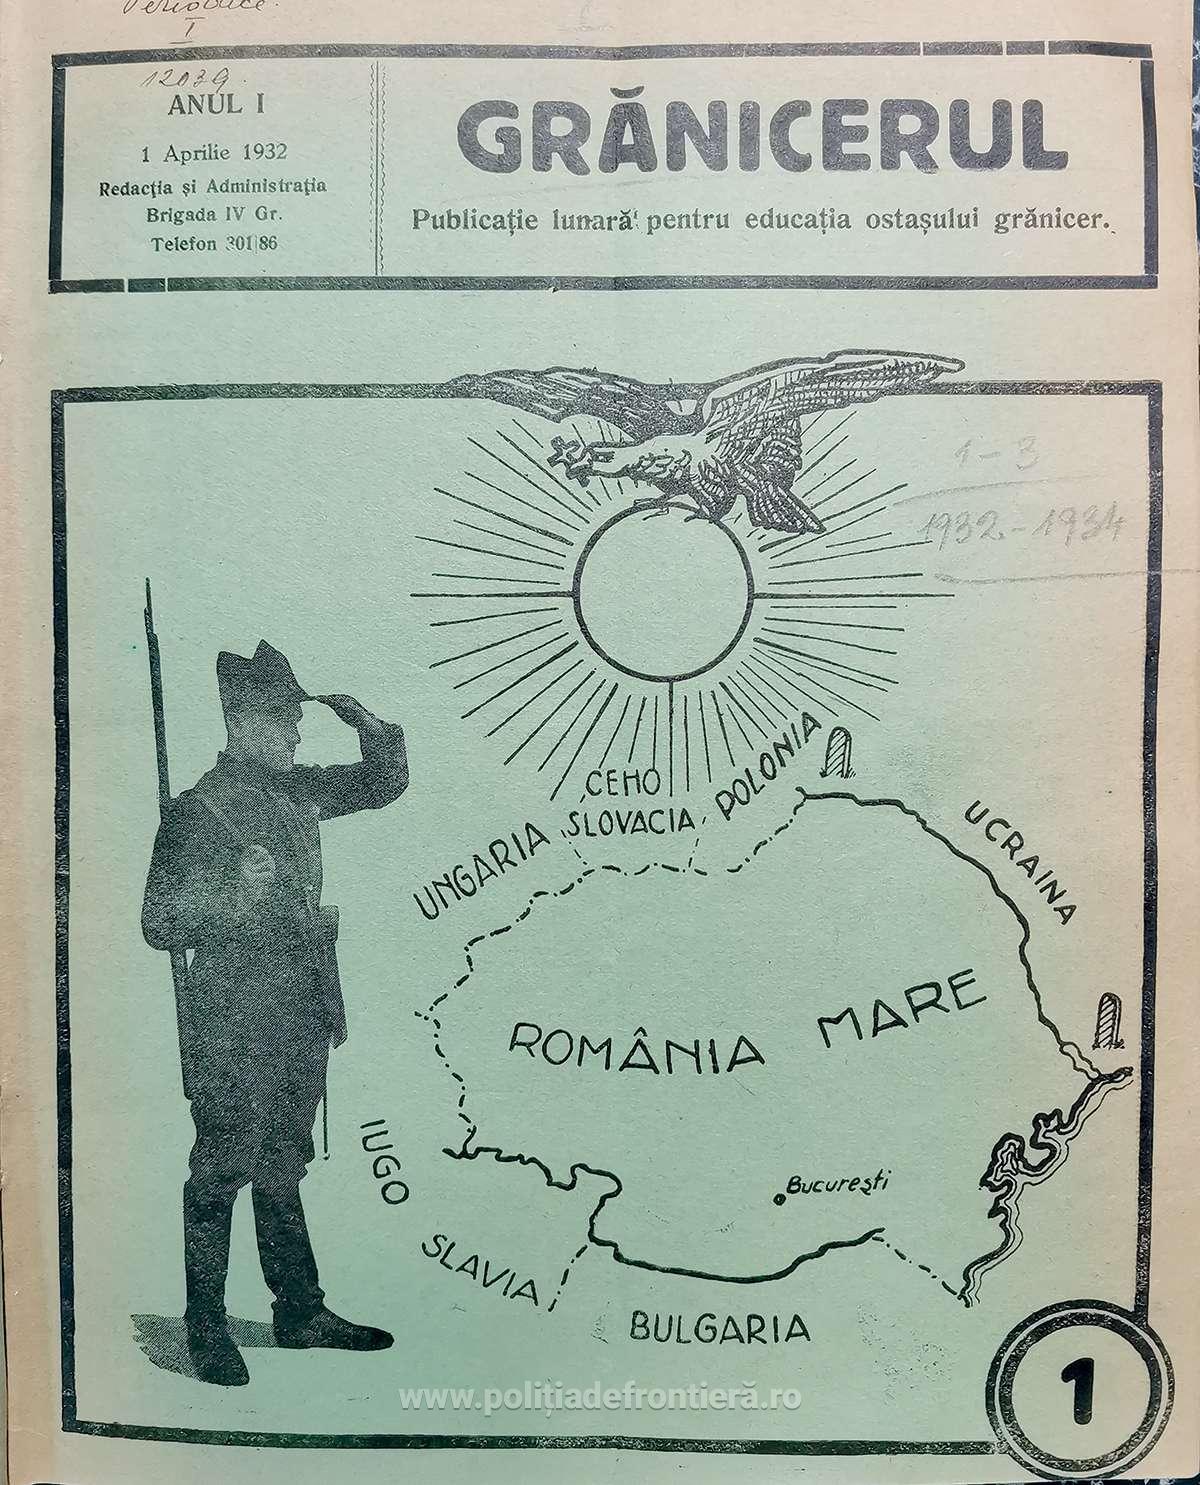 Periodice.
I
12039.
ANUL I
1 Aprilie 1932
Redacția și Administrația
Brigada IV Gr.
Telefon 301/86
GRĂNICERUL
Publicație lunară pentru educația ostașului grănicer.
1-3
1932-1934
CEHO
SLOVACIA
POLONIA
UNGARIA
UCRAINA
ROMÂNIA MARE
IUGO
SLAVIA
București
BULGARIA
1
www.polițiadefrontieră.ro